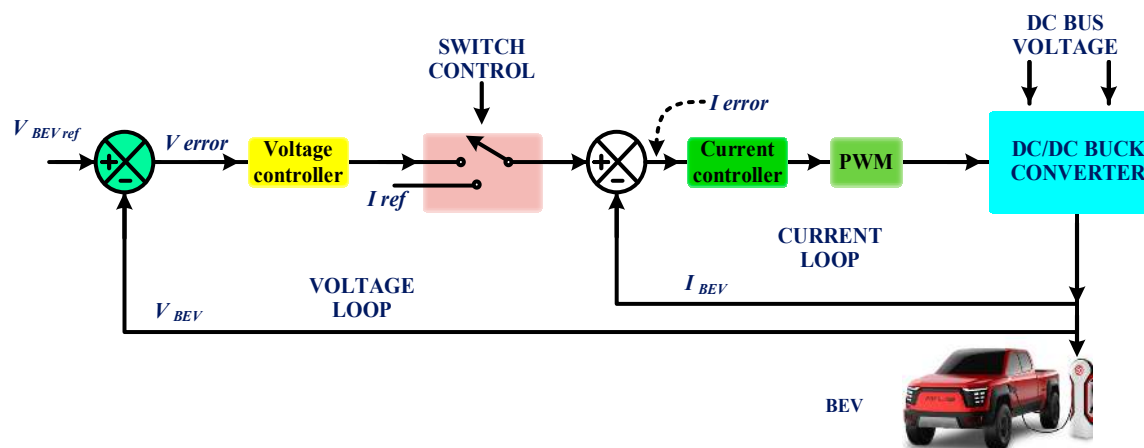 DC BUS
VOLTAGE
SWITCH
CONTROL
V BEV ref
+
-
V error
Voltage
controller
I ref
+
-
I error
Current
controller
PWM
DC/DC BUCK
CONVERTER
CURRENT
LOOP
VOLTAGE
LOOP
I BEV
V BEV
BEV